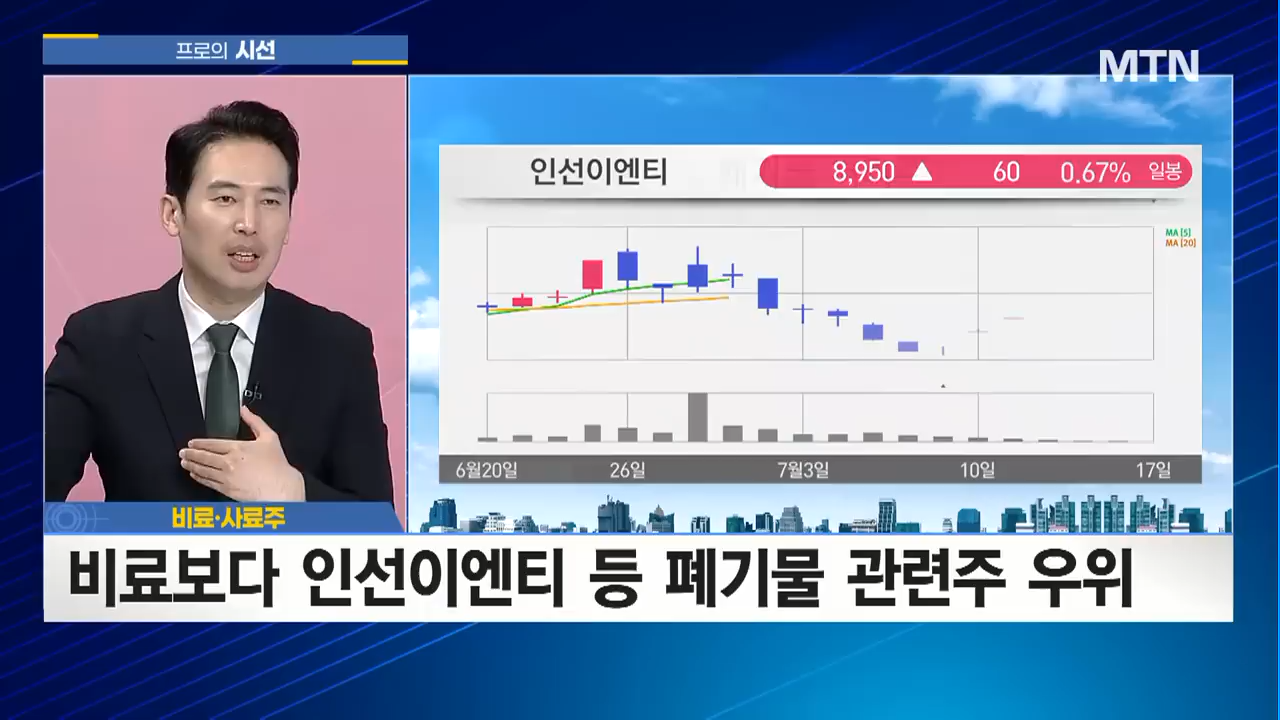 프로의 시선
MTN
인선이엔티
8,950 ▲ 60 0.67% 일봉
MA [5]
MA [20]
6월20일 26일 7월3일 10일 17일
비료·사료주
비료보다 인선이엔티 등 폐기물 관련주 우위